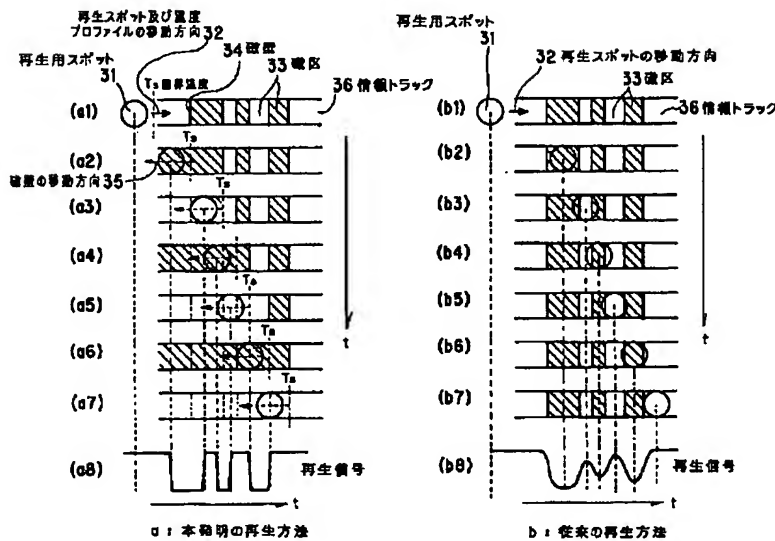 再生スポット及び温度
プロファイルの移動方向 32
34 磁壁
再生用スポット
31
33 磁区
36 情報トラック
(a1)
Ts
(a2)
磁壁の移動方向 35
Ts
(a3)
(a4)
(a5)
Ts
(a6)
Ts
(a7)
(a8)
再生信号
t
t
a : 本発明の再生方法
再生用スポット
31
32 再生スポットの移動方向
33 磁区
36 情報トラック
(b1)
(b2)
(b3)
(b4)
(b5)
(b6)
(b7)
(b8)
再生信号
t
t
b : 従来の再生方法